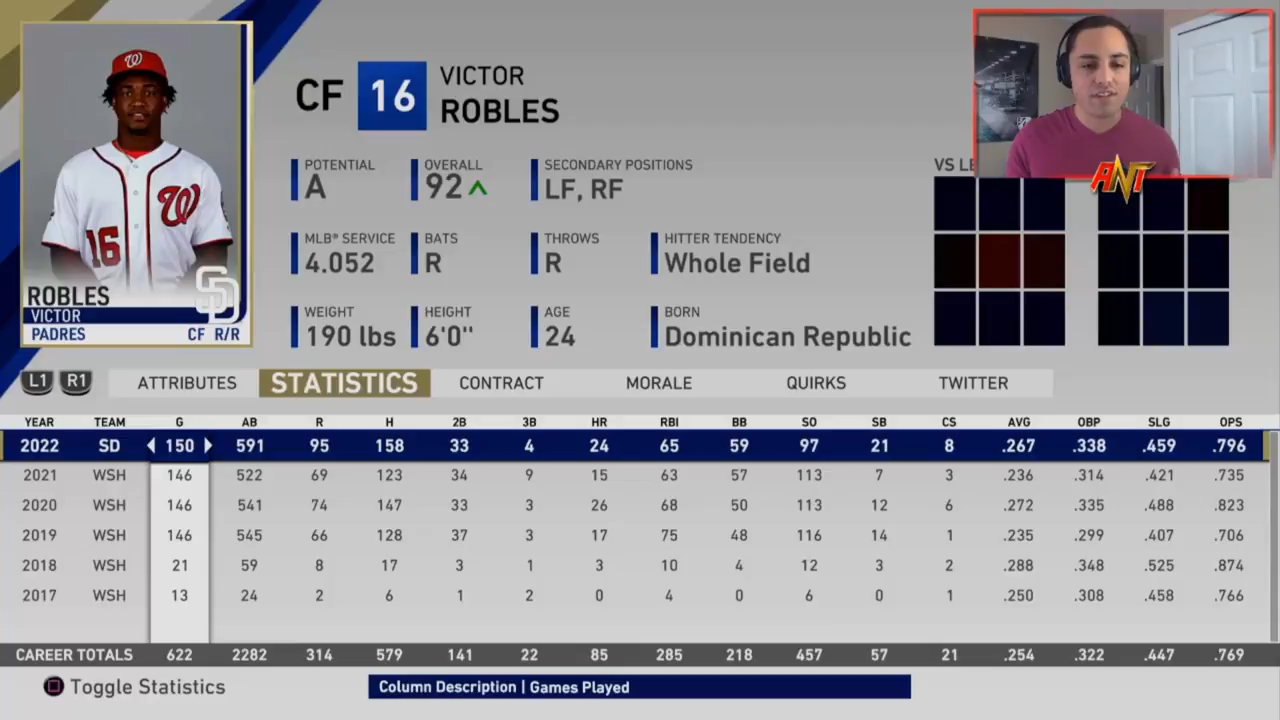 CF 16 VICTOR
ROBLES
POTENTIAL OVERALL SECONDARY POSITIONS
A 92 LF, RF
MLB® SERVICE BATS THROWS HITTER TENDENCY
4.052 R R Whole Field
WEIGHT HEIGHT AGE BORN
190 lbs 6'0" 24 Dominican Republic
VS LE
ANT
W
W
16
SD
ROBLES
VICTOR
PADRES CF R/R
L1 R1 ATTRIBUTES STATISTICS CONTRACT MORALE QUIRKS TWITTER
YEAR TEAM G AB R H 2B 3B HR RBI BB SO SB CS AVG OBP SLG OPS
2022 SD 150 591 95 158 33 4 24 65 59 97 21 8 .267 .338 .459 .796
2021 WSH 146 522 69 123 34 9 15 63 57 113 7 3 .236 .314 .421 .735
2020 WSH 146 541 74 147 33 3 26 68 50 113 12 6 .272 .335 .488 .823
2019 WSH 146 545 66 128 37 3 17 75 48 116 14 1 .235 .299 .407 .706
2018 WSH 21 59 8 17 3 1 3 10 4 12 3 2 .288 .348 .525 .874
2017 WSH 13 24 2 6 1 2 0 4 0 6 0 1 .250 .308 .458 .766
CAREER TOTALS 622 2282 314 579 141 22 85 285 218 457 57 21 .254 .322 .447 .769
Toggle Statistics
Column Description | Games Played